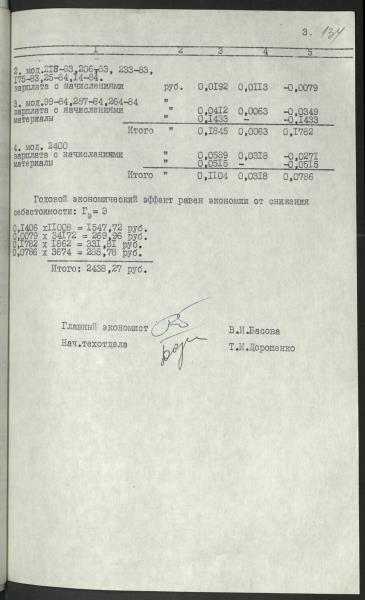 3. 134
1 2 3 4 5
2. мод.218-83,206-83, 233-83,
175-83,25-84,14-84.
зарплата с начислениями руб. 0,0192 0,0113 -0,0079
3. мод.99-84,287-84,264-84 "
зарплата с начислениями " 0,0412 0,0063 -0,0349
материалы " 0,1433 - -0,1433
Итого " 0,1845 0,0063 0,1782
4. мод. 2400
зарплата с начислениями " 0,0589 0,0318 -0,0271
материалы " 0,0515 - -0,0515
Итого " 0,1104 0,0318 0,0786
Годовой экономический эффект равен экономии от снижения
себестоимости: Гэ= Э
0,1406 х11008 = 1547,72 руб.
0,0079 х 34172 = 269,96 руб.
0,1782 х 1862 = 331,81 руб.
0,0786 х 3674 = 288,78 руб.
Итого: 2438,27 руб.
Главный экономист В.И.Басова
Нач.техотдела Т.И.Дорошенко